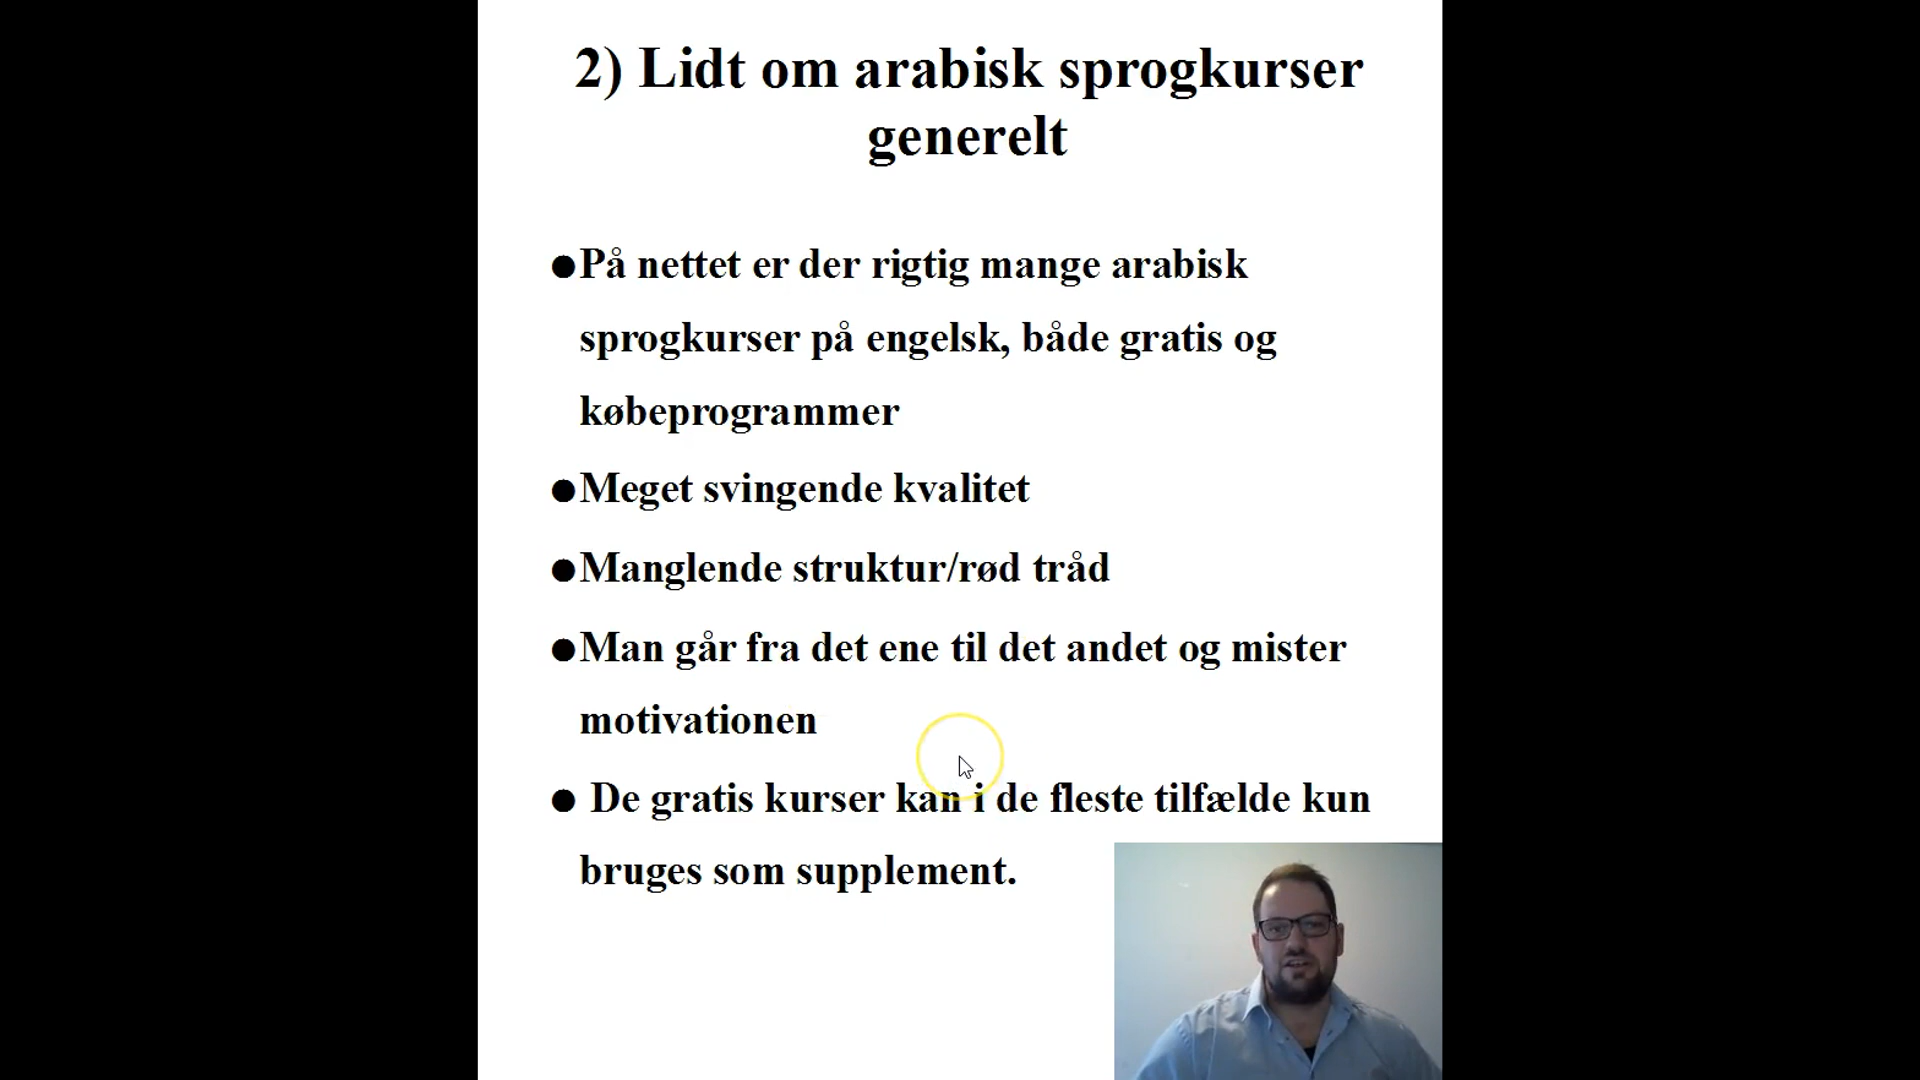 2) Lidt om arabisk sprogkurser
generelt
●På nettet er der rigtig mange arabisk
sprogkurser på engelsk, både gratis og
købeprogrammer
●Meget svingende kvalitet
●Manglende struktur/rød tråd
●Man går fra det ene til det andet og mister
motivationen
● De gratis kurser kan i de fleste tilfælde kun
bruges som supplement.